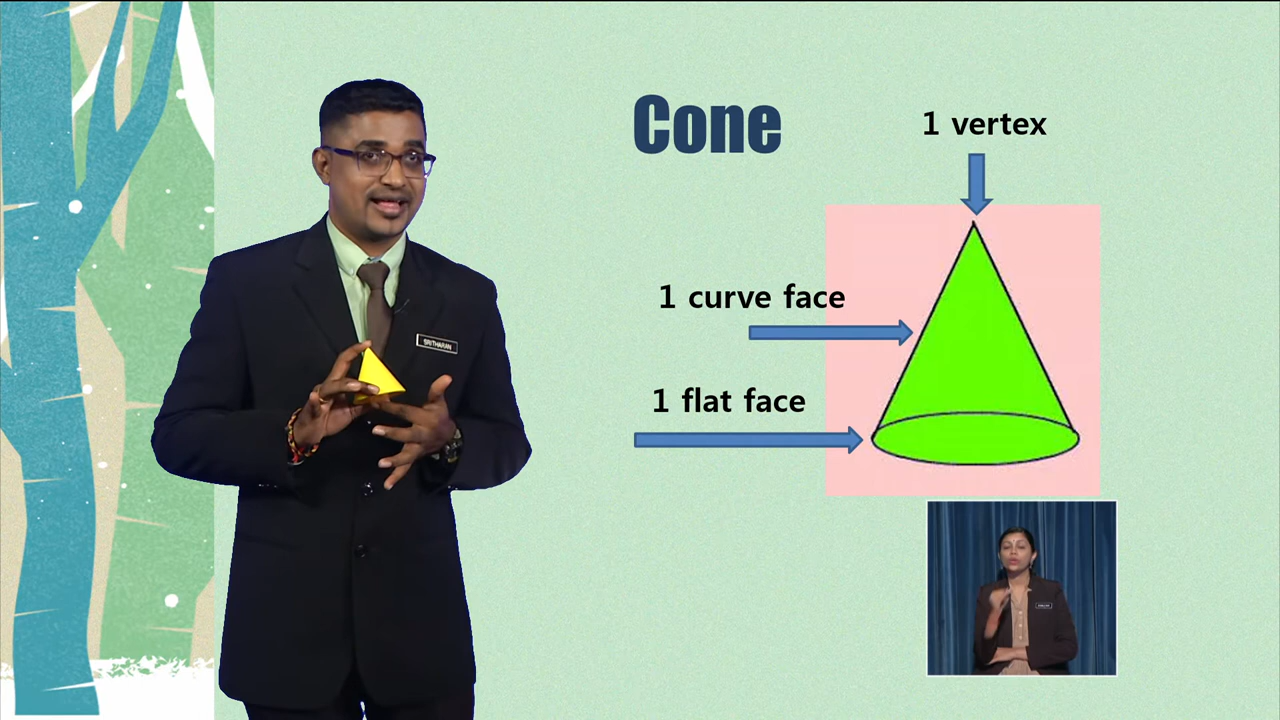 Cone
1 vertex
1 curve face
1 flat face
SRITHARAN